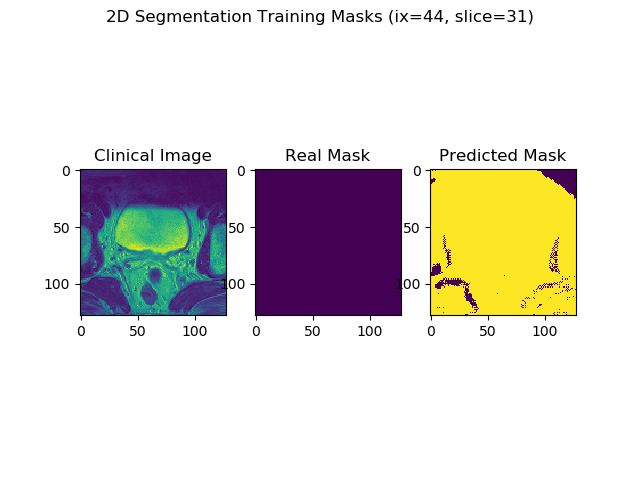 2D Segmentation Training Masks (ix=44, slice=31)
Clinical Image Real Mask Predicted Mask
0 0 0
50 50 50
100 100 100
0 50 100 0 50 100 0 50 100